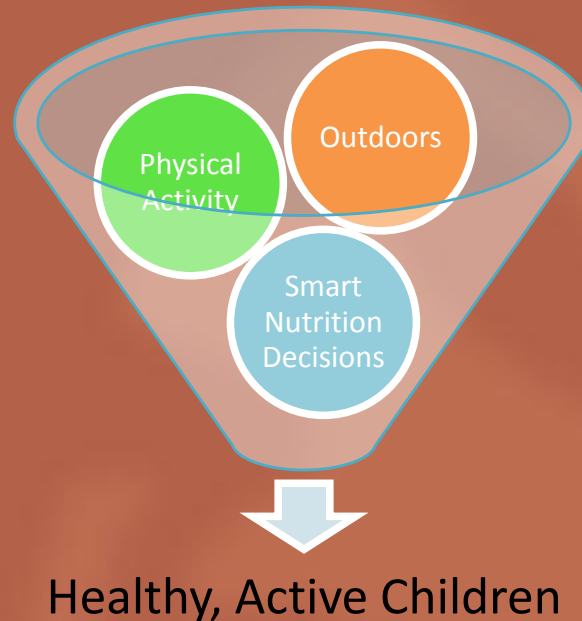 Outdoors
Physical
Activity
Smart
Nutrition
Decisions
Healthy, Active Children